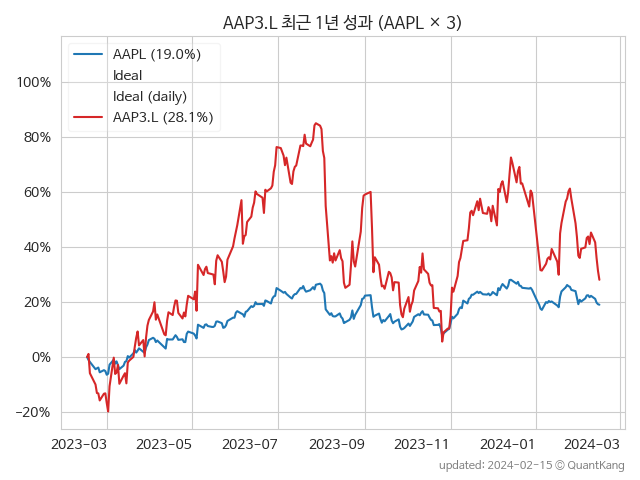 AAP3.L 최근 1년 성과 (AAPL × 3)
AAPL (19.0%)
Ideal
Ideal (daily)
AAP3.L (28.1%)
100%
80%
60%
40%
20%
0%
−20%
2023−03 2023−05 2023−07 2023−09 2023−11 2024−01 2024−03
updated: 2024−02−15 © QuantKang